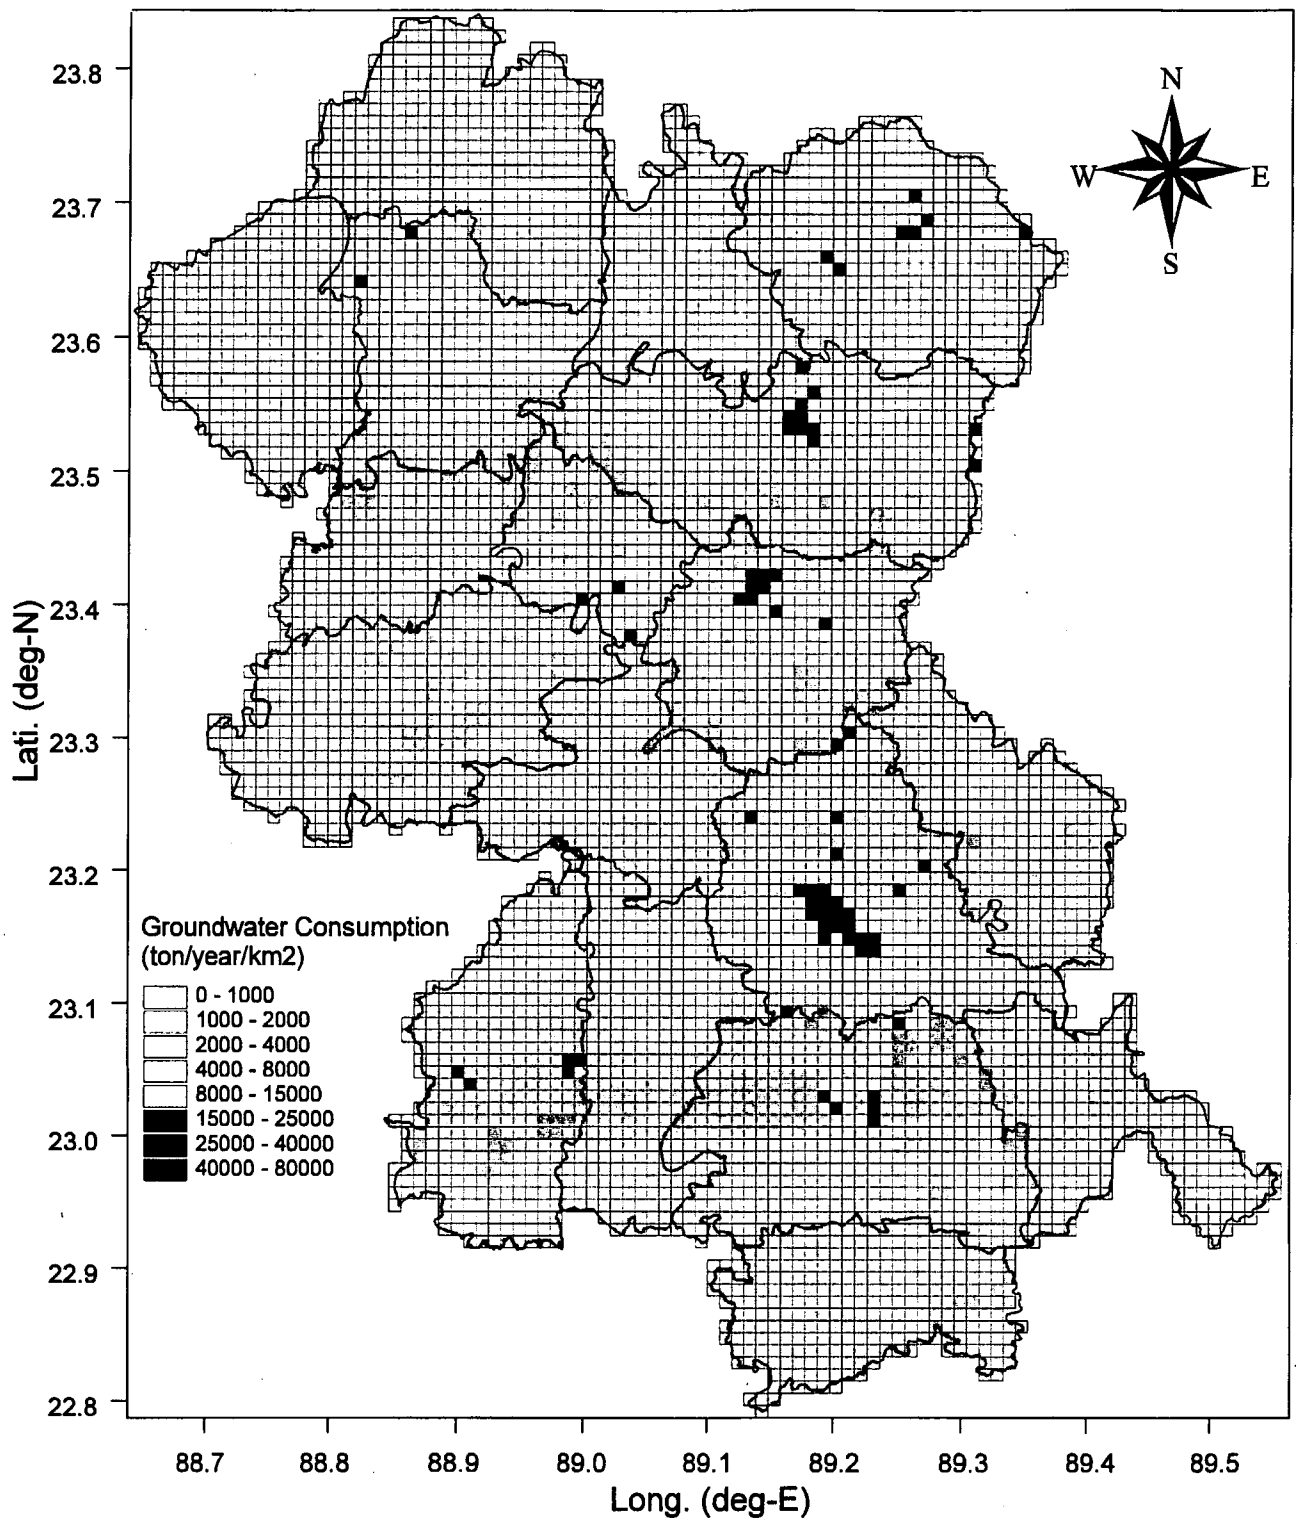 N
W E
S
23.8
23.7
23.6
23.5
23.4
23.3
23.2
23.1
23.0
22.9
22.8
Lati. (deg-N)
Groundwater Consumption
(ton/year/km2)
0 - 1000
1000 - 2000
2000 - 4000
4000 - 8000
8000 - 15000
15000 - 25000
25000 - 40000
40000 - 80000
88.7 88.8 88.9 89.0 89.1 89.2 89.3 89.4 89.5
Long. (deg-E)